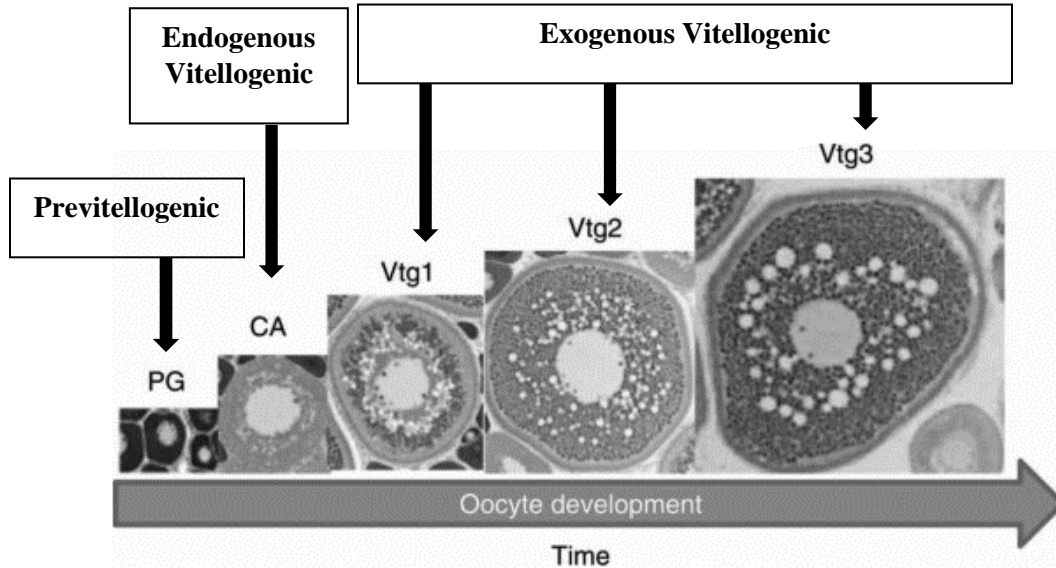 Endogenous
Vitellogenic
Exogenous Vitellogenic
Previtellogenic
Vtg3
Vtg2
Vtg1
CA
PG
Oocyte development
Time